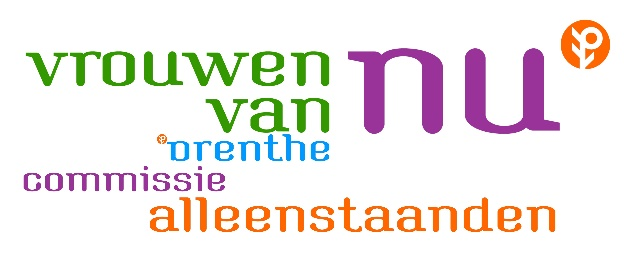 vrouwen nu
van
Drenthe
commissie
alleenstaanden